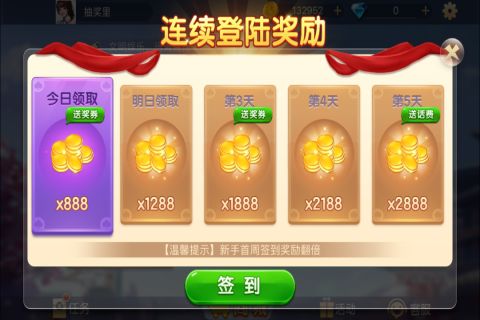 抽奖里
132952
0
连续登陆奖励
今日领取
送奖券
x888
明日领取
x1288
第3天
送奖券
x1888
第4天
x2188
第5天
送话费
x2888
【温馨提示】新手首周签到奖励翻倍
签到
任务
活动
客服